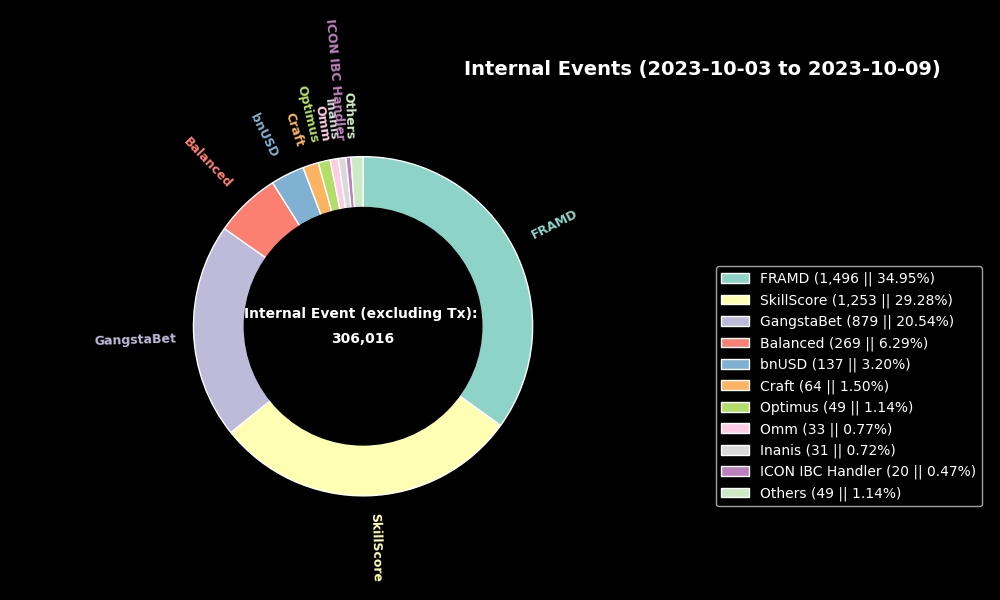 Internal Events (2023-10-03 to 2023-10-09)
ICON IBC Handler
Others
Inanis
Omm
Optimus
Craft
bnUSD
Balanced
FRAMD
GangstaBet
SkillScore
Internal Event (excluding Tx):
306,016
FRAMD (1,496 || 34.95%)
SkillScore (1,253 || 29.28%)
GangstaBet (879 || 20.54%)
Balanced (269 || 6.29%)
bnUSD (137 || 3.20%)
Craft (64 || 1.50%)
Optimus (49 || 1.14%)
Omm (33 || 0.77%)
Inanis (31 || 0.72%)
ICON IBC Handler (20 || 0.47%)
Others (49 || 1.14%)